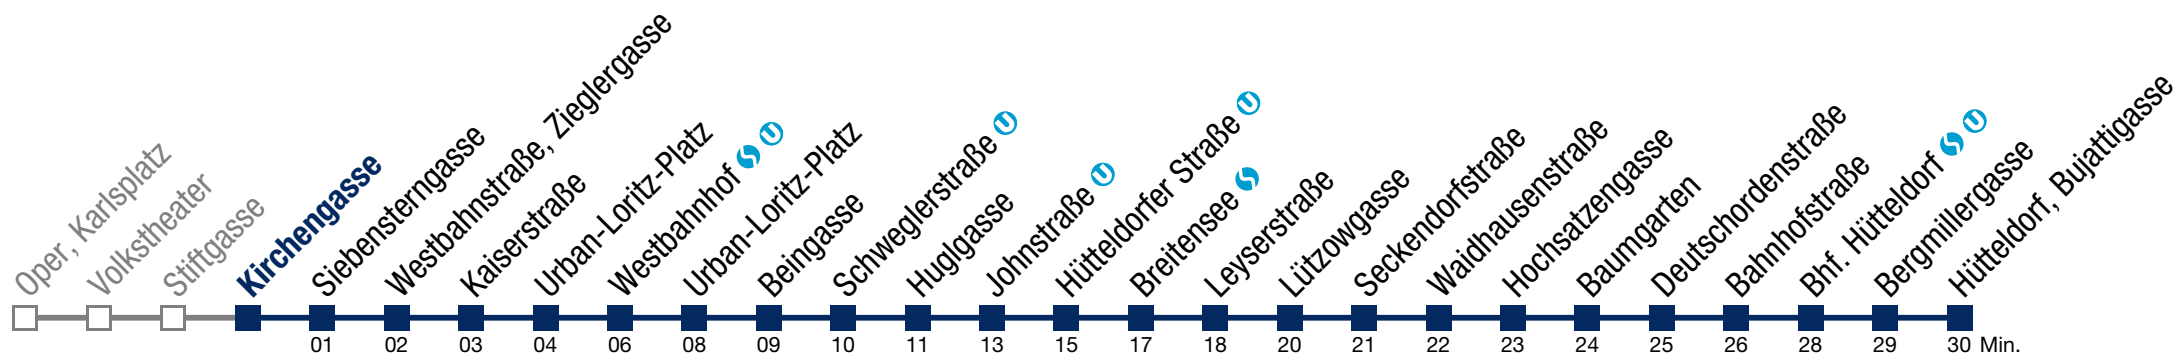 Oper, Karlsplatz
Volkstheater
Stiftgasse
Kirchengasse
Siebensterngasse
Westbahnstraße, Zieglergasse
Kaiserstraße
Urban-Loritz-Platz
Westbahnhof S U
Urban-Loritz-Platz
Beingasse
Schweglerstraße U
Huglgasse
Johnstraße U
Hütteldorfer Straße U
Breitensee S
Leyserstraße
Lützowgasse
Seckendorfstraße
Waidhausenstraße
Hochsatzengasse
Baumgarten
Deutschordenstraße
Bahnhofstraße
Bhf. Hütteldorf S U
Bergmillergasse
Hütteldorf, Bujattigasse
01 02 03 04 06 08 09 10 11 13 15 17 18 20 21 22 23 24 25 26 28 29 30 Min.